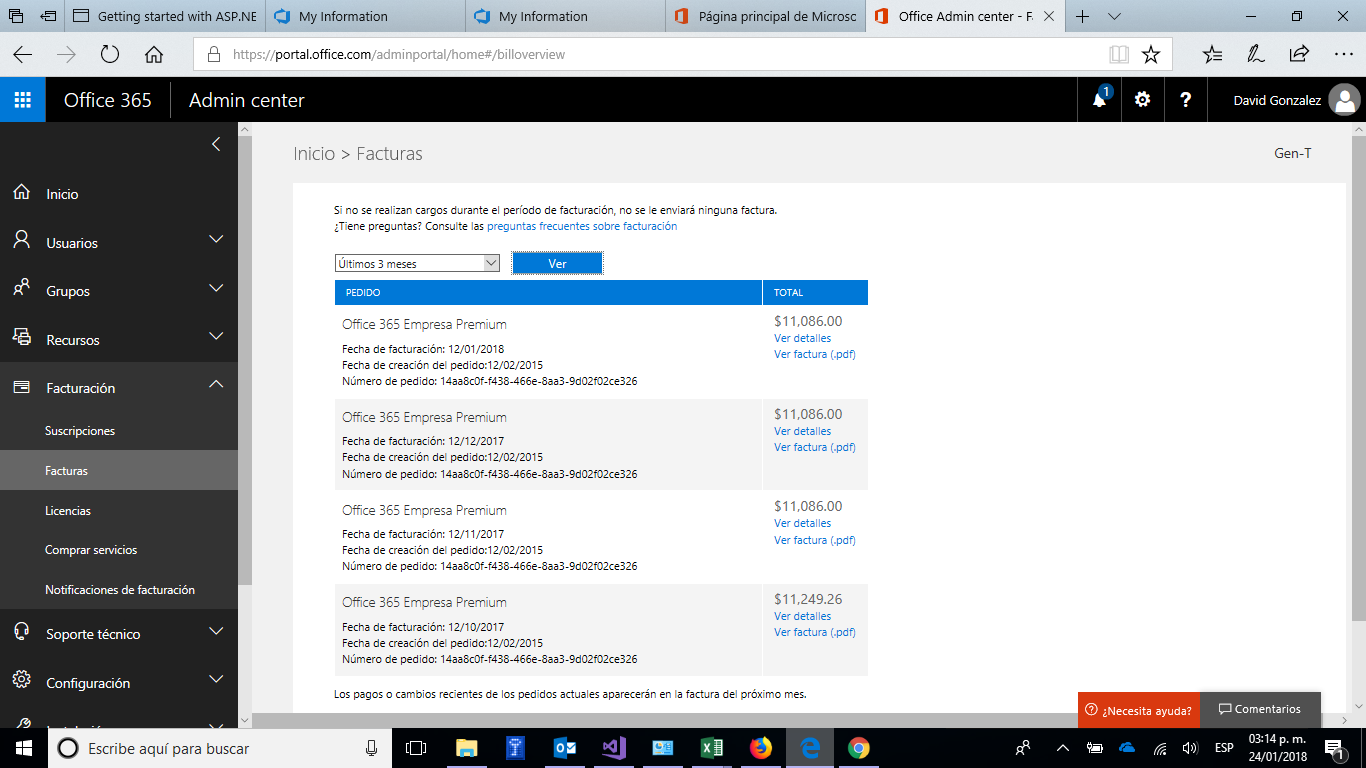 Getting started with ASP.NE
My Information
My Information
Página principal de Microsc
Office Admin center - F
https://portal.office.com/adminportal/home#/billoverview
Office 365
Admin center
1
?
David Gonzalez
Inicio > Facturas
Gen-T
Inicio
Usuarios
Grupos
Recursos
Facturación
Suscripciones
Facturas
Licencias
Comprar servicios
Notificaciones de facturación
Soporte técnico
Configuración
Si no se realizan cargos durante el período de facturación, no se le enviará ninguna factura.
¿Tiene preguntas? Consulte las preguntas frecuentes sobre facturación
Últimos 3 meses
Ver
PEDIDO
TOTAL
Office 365 Empresa Premium
$11,086.00
Ver detalles
Fecha de facturación: 12/01/2018
Ver factura (.pdf)
Fecha de creación del pedido:12/02/2015
Número de pedido: 14aa8c0f-f438-466e-8aa3-9d02f02ce326
Office 365 Empresa Premium
$11,086.00
Ver detalles
Fecha de facturación: 12/12/2017
Ver factura (.pdf)
Fecha de creación del pedido:12/02/2015
Número de pedido: 14aa8c0f-f438-466e-8aa3-9d02f02ce326
Office 365 Empresa Premium
$11,086.00
Ver detalles
Fecha de facturación: 12/11/2017
Ver factura (.pdf)
Fecha de creación del pedido:12/02/2015
Número de pedido: 14aa8c0f-f438-466e-8aa3-9d02f02ce326
Office 365 Empresa Premium
$11,249.26
Ver detalles
Fecha de facturación: 12/10/2017
Ver factura (.pdf)
Fecha de creación del pedido:12/02/2015
Número de pedido: 14aa8c0f-f438-466e-8aa3-9d02f02ce326
Los pagos o cambios recientes de los pedidos actuales aparecerán en la factura del próximo mes.
¿Necesita ayuda?
Comentarios
Escribe aquí para buscar
ESP
03:14 p. m.
24/01/2018
1